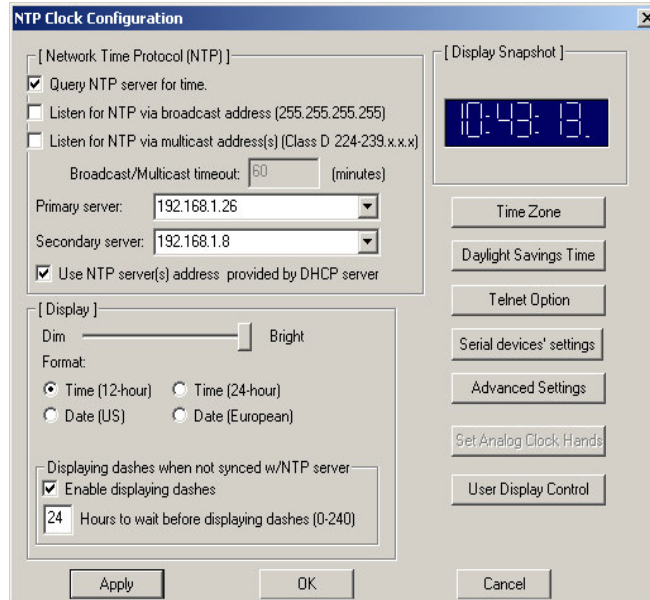 NTP Clock Configuration
[ Network Time Protocol (NTP) ]
Query NTP server for time.
Listen for NTP via broadcast address (255.255.255.255)
Listen for NTP via multicast address(s) (Class D 224-239.x.x.x)
Broadcast/Multicast timeout: 60 (minutes)
Primary server: 192.168.1.26
Secondary server: 192.168.1.8
Use NTP server(s) address provided by DHCP server
[ Display ]
Dim Bright
Format:
Time (12-hour) Time (24-hour)
Date (US) Date (European)
Displaying dashes when not synced w/NTP server
Enable displaying dashes
24 Hours to wait before displaying dashes (0-240)
[ Display Snapshot ]
10:43:13.
Time Zone
Daylight Savings Time
Telnet Option
Serial devices' settings
Advanced Settings
Set Analog Clock Hands
User Display Control
Apply OK Cancel